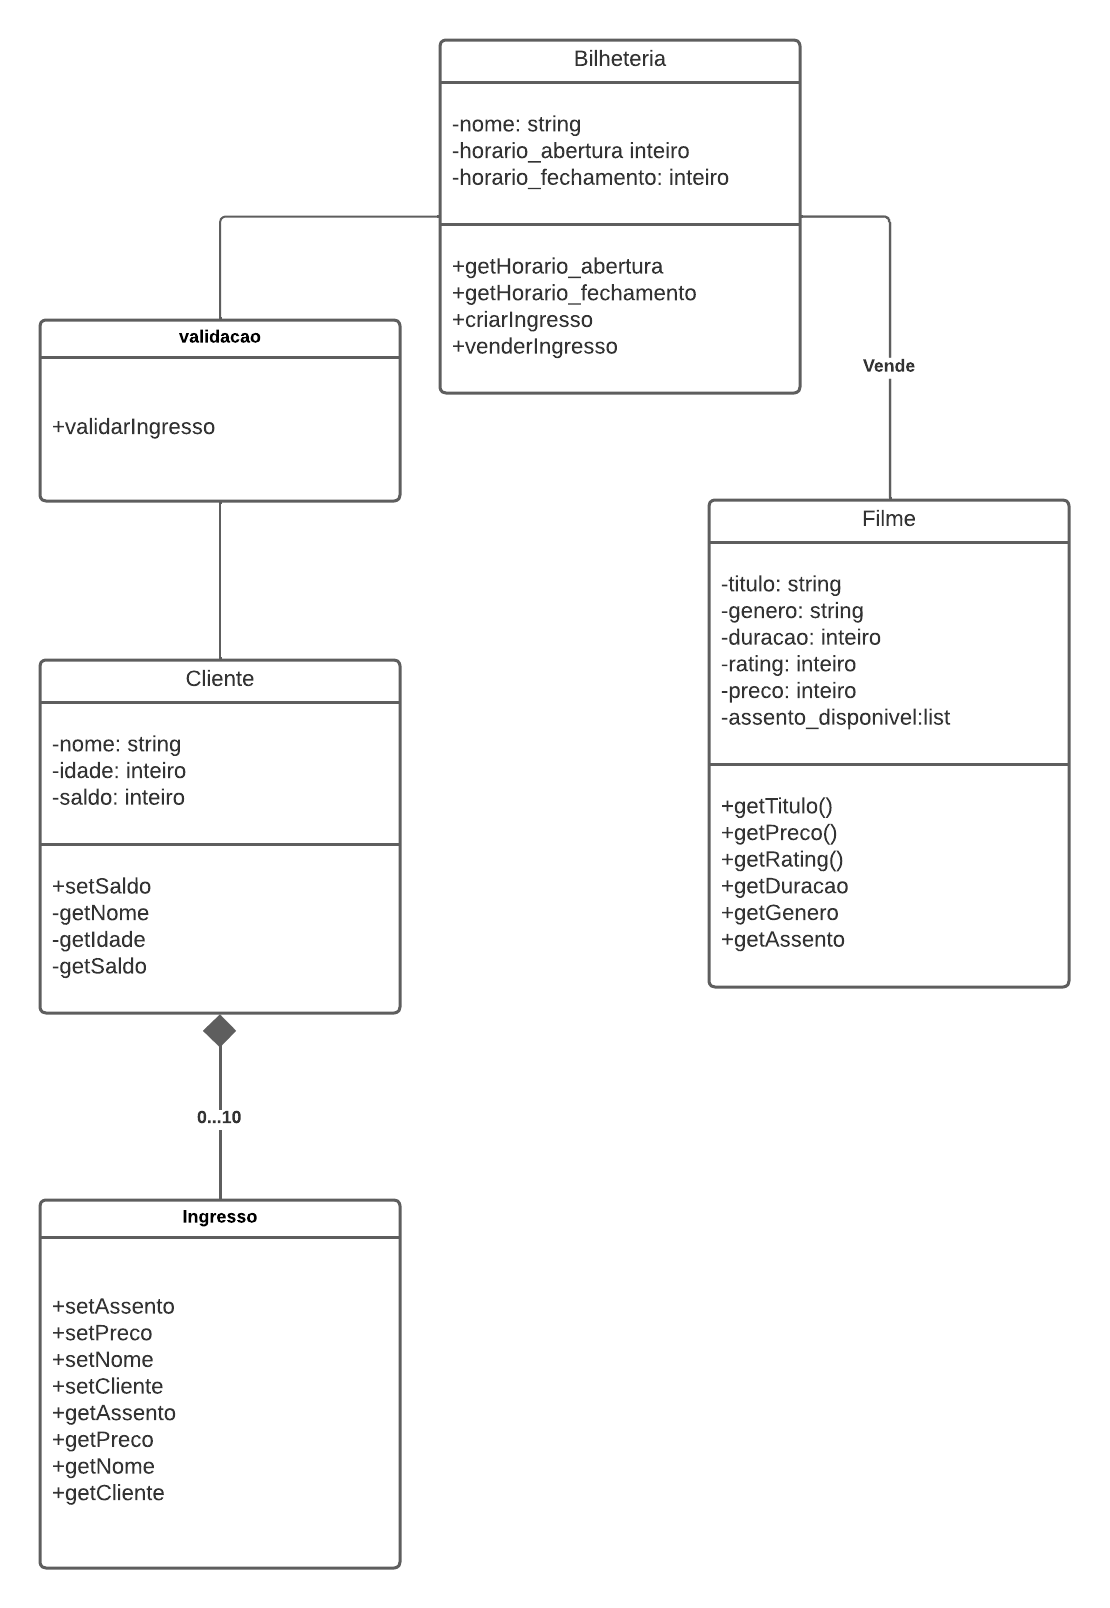 Bilheteria
-nome: string
-horario_abertura inteiro
-horario_fechamento: inteiro
+getHorario_abertura
+getHorario_fechamento
+criarIngresso
+venderIngresso
validacao
+validarIngresso
Vende
Filme
-titulo: string
-genero: string
-duracao: inteiro
-rating: inteiro
-preco: inteiro
-assento_disponivel:list
+getTitulo()
+getPreco()
+getRating()
+getDuracao
+getGenero
+getAssento
Cliente
-nome: string
-idade: inteiro
-saldo: inteiro
+setSaldo
-getNome
-getIdade
-getSaldo
0...10
Ingresso
+setAssento
+setPreco
+setNome
+setCliente
+getAssento
+getPreco
+getNome
+getCliente